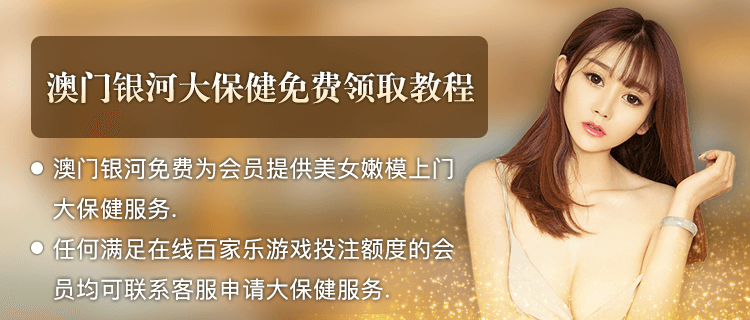 澳门银河大保健免费领取教程
澳门银河免费为会员提供美女嫩模上门
大保健服务.
任何满足在线百家乐游戏投注额度的会
员均可联系客服申请大保健服务.